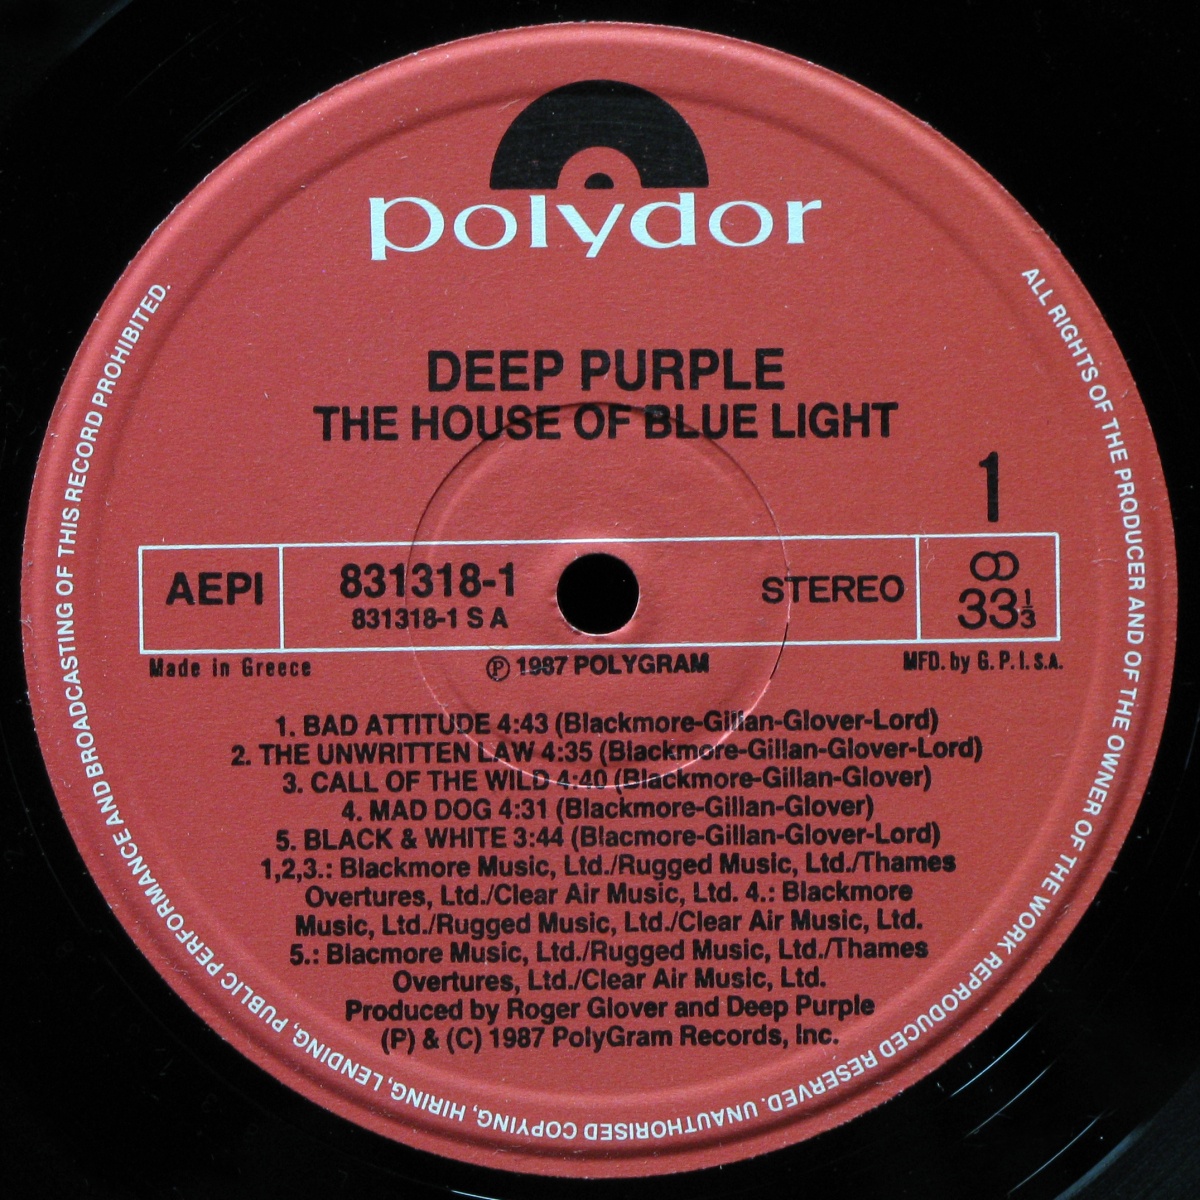 polydor
DEEP PURPLE
THE HOUSE OF BLUE LIGHT
1
AEPI
831318-1
831318-1 S A
STEREO
33⅓
Made in Greece
℗ 1987 POLYGRAM
MFD. by G. P. I. S.A.
1. BAD ATTITUDE 4:43 (Blackmore-Gillan-Glover-Lord)
2. THE UNWRITTEN LAW 4:35 (Blackmore-Gillan-Glover-Lord)
3. CALL OF THE WILD 4:40 (Blackmore-Gillan-Glover)
4. MAD DOG 4:31 (Blackmore-Gillan-Glover)
5. BLACK & WHITE 3:44 (Blacmore-Gillan-Glover-Lord)
1,2,3.: Blackmore Music, Ltd./Rugged Music, Ltd./Thames
Overtures, Ltd./Clear Air Music, Ltd. 4.: Blackmore
Music, Ltd./Rugged Music, Ltd./Clear Air Music, Ltd.
5.: Blacmore Music, Ltd./Rugged Music, Ltd./Thames
Overtures, Ltd./Clear Air Music, Ltd.
Produced by Roger Glover and Deep Purple
(P) & (C) 1987 PolyGram Records, Inc.
ALL RIGHTS OF THE PRODUCER AND OF THE OWNER OF THE WORK REPRODUCED RESERVED. UNAUTHORISED COPYING, HIRING, LENDING, PUBLIC PERFORMANCE AND BROADCASTING OF THIS RECORD PROHIBITED.